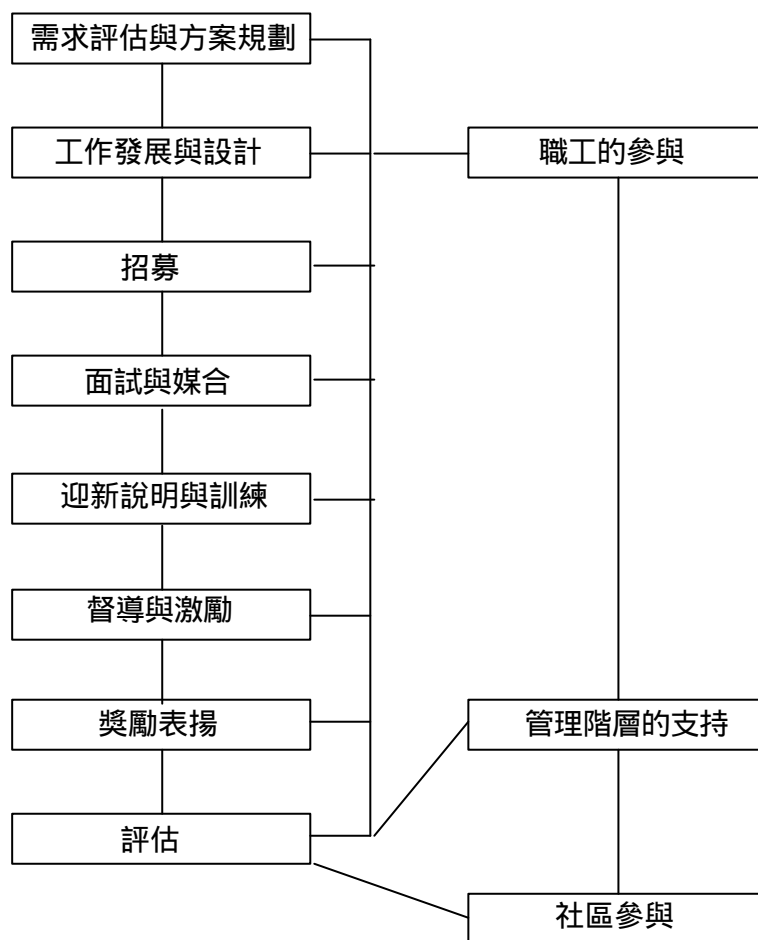 需求評估與方案規劃
工作發展與設計
職工的參與
招募
面試與媒合
迎新說明與訓練
督導與激勵
獎勵表揚
管理階層的支持
評估
社區參與